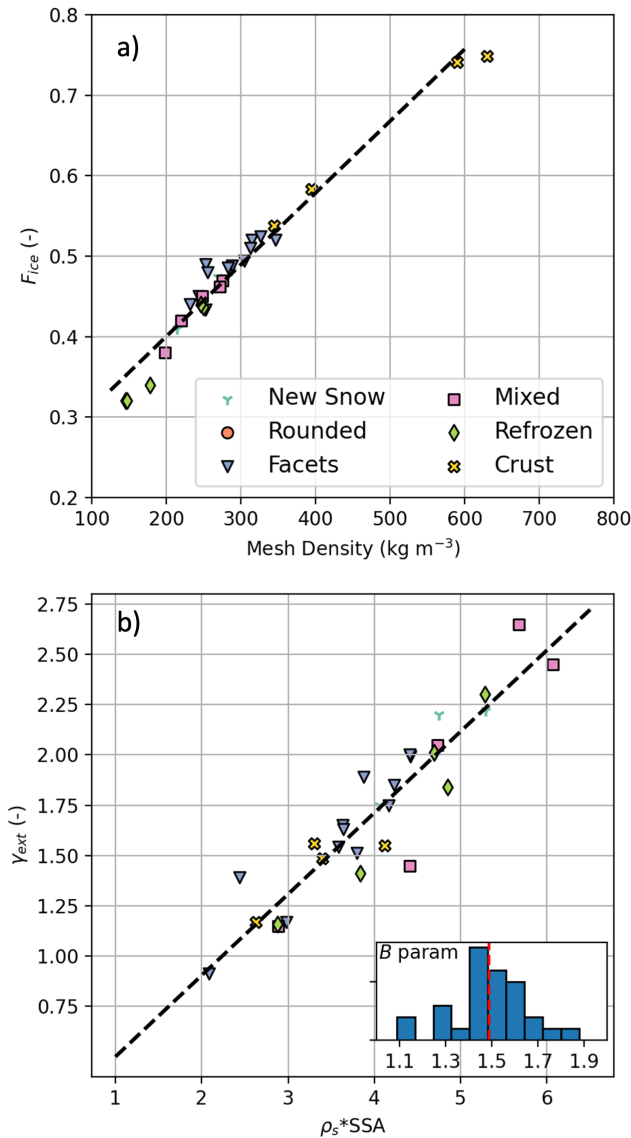 a)
0.8
0.7
0.6
0.5
0.4
0.3
0.2
F_ice (-)
New Snow
Rounded
Facets
Mixed
Refrozen
Crust
100 200 300 400 500 600 700 800
Mesh Density (kg m⁻³)
b)
2.75
2.50
2.25
2.00
1.75
1.50
1.25
1.00
0.75
γ_ext (-)
B param
1.1 1.3 1.5 1.7 1.9
1 2 3 4 5 6
ρ_s*SSA